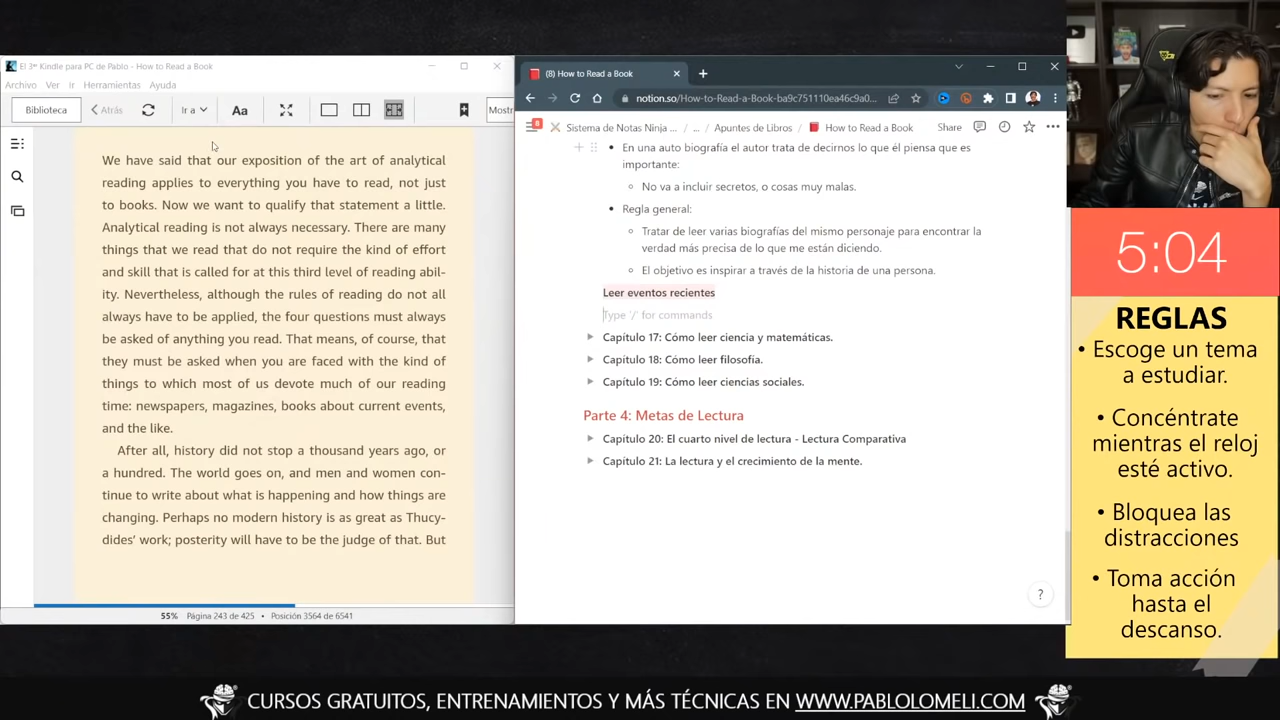 El 3er Kindle para PC de Pablo - How to Read a Book
Archivo Ver Ir Herramientas Ayuda
Biblioteca Atrás Ir a Aa Mostr
We have said that our exposition of the art of analytical
reading applies to everything you have to read, not just
to books. Now we want to qualify that statement a little.
Analytical reading is not always necessary. There are many
things that we read that do not require the kind of effort
and skill that is called for at this third level of reading abil-
ity. Nevertheless, although the rules of reading do not all
always have to be applied, the four questions must always
be asked of anything you read. That means, of course, that
they must be asked when you are faced with the kind of
things to which most of us devote much of our reading
time: newspapers, magazines, books about current events,
and the like.
After all, history did not stop a thousand years ago, or
a hundred. The world goes on, and men and women con-
tinue to write about what is happening and how things are
changing. Perhaps no modern history is as great as Thucy-
dides' work; posterity will have to be the judge of that. But
55% Página 243 de 425 • Posición 3564 de 6541
(8) How to Read a Book
notion.so/How-to-Read-a-Book-ba9c751110ea46c9a0...
8 Sistema de Notas Ninja ... / ... / Apuntes de Libros / How to Read a Book Share
• En una auto biografía el autor trata de decirnos lo que él piensa que es
importante:
◦ No va a incluir secretos, o cosas muy malas.
• Regla general:
◦ Tratar de leer varias biografías del mismo personaje para encontrar la
verdad más precisa de lo que me están diciendo.
◦ El objetivo es inspirar a través de la historia de una persona.
Leer eventos recientes
Type '/' for commands
Capítulo 17: Cómo leer ciencia y matemáticas.
Capítulo 18: Cómo leer filosofía.
Capítulo 19: Cómo leer ciencias sociales.
Parte 4: Metas de Lectura
Capítulo 20: El cuarto nivel de lectura - Lectura Comparativa
Capítulo 21: La lectura y el crecimiento de la mente.
?
5:04
REGLAS
• Escoge un tema
a estudiar.
• Concéntrate
mientras el reloj
esté activo.
• Bloquea las
distracciones
• Toma acción
hasta el
descanso.
CURSOS GRATUITOS, ENTRENAMIENTOS Y MÁS TÉCNICAS EN WWW.PABLOLOMELI.COM